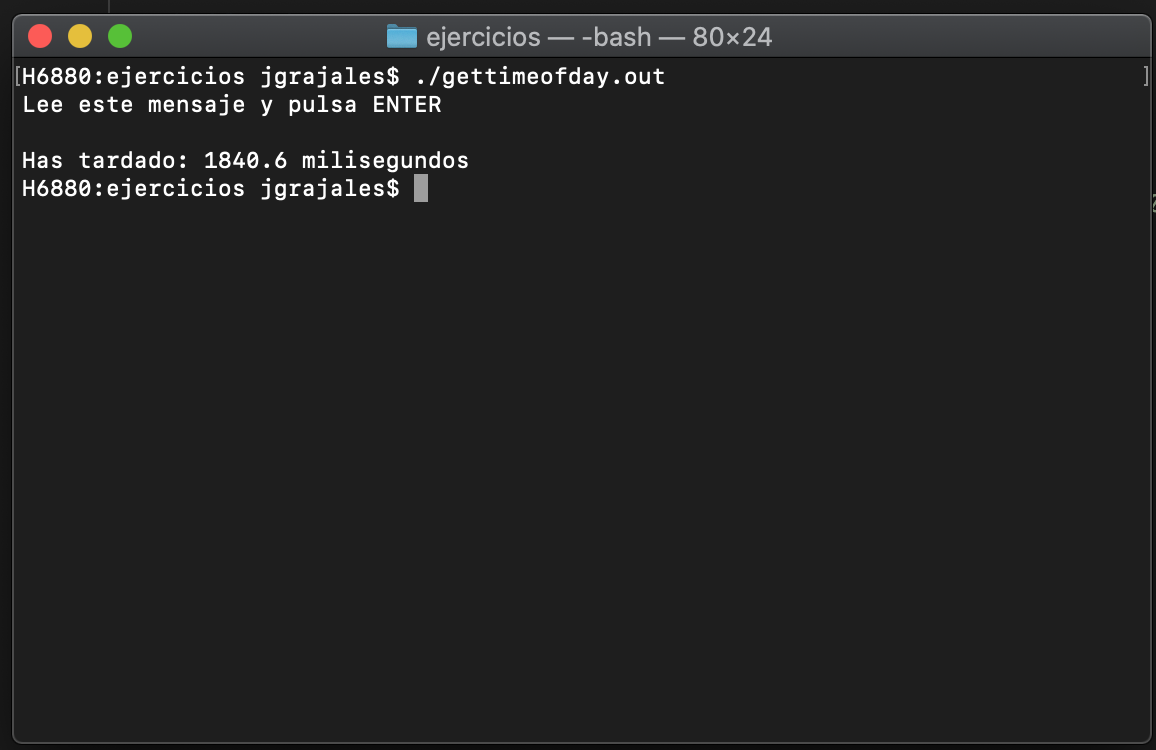 ejercicios — -bash — 80×24
[H6880:ejercicios jgrajales$ ./gettimeofday.out ]
Lee este mensaje y pulsa ENTER
Has tardado: 1840.6 milisegundos
H6880:ejercicios jgrajales$